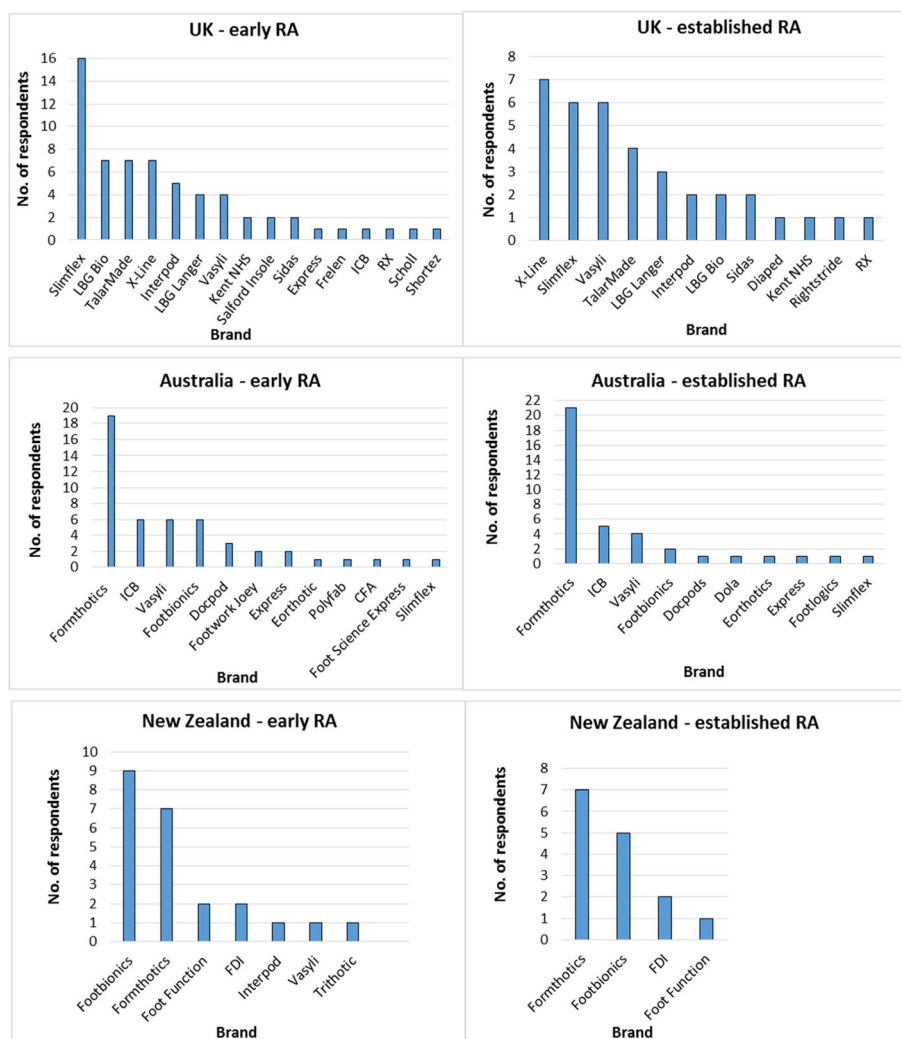 UK - early RA
No. of respondents
16
14
12
10
8
6
4
2
0
Slimflex
LBG Bio
TalarMade
X-Line
Interpod
LBG Langer
Vasyli
Kent NHS
Salford Insole
Sidas
Express
Frelen
ICB
RX
Scholl
Shortez
Brand
UK - established RA
No. of respondents
8
7
6
5
4
3
2
1
0
X-Line
Slimflex
Vasyli
TalarMade
LBG Langer
Interpod
LBG Bio
Sidas
Diaped
Kent NHS
Rightstride
RX
Brand
Australia - early RA
No. of respondents
20
18
16
14
12
10
8
6
4
2
0
Formthotics
ICB
Vasyli
Footbionics
Docpod
Footwork Joey
Express
Eorthotic
Polyfab
CFA
Foot Science Express
Slimflex
Brand
Australia - established RA
No. of respondents
22
20
18
16
14
12
10
8
6
4
2
0
Formthotics
ICB
Vasyli
Footbionics
Docpods
Dola
Eorthotics
Express
Footlogics
Slimflex
Brand
New Zealand - early RA
No. of respondents
10
9
8
7
6
5
4
3
2
1
0
Footbionics
Formthotics
Foot Function
FDI
Interpod
Vasyli
Trithotic
Brand
New Zealand - established RA
No. of respondents
8
7
6
5
4
3
2
1
0
Formthotics
Footbionics
FDI
Foot Function
Brand